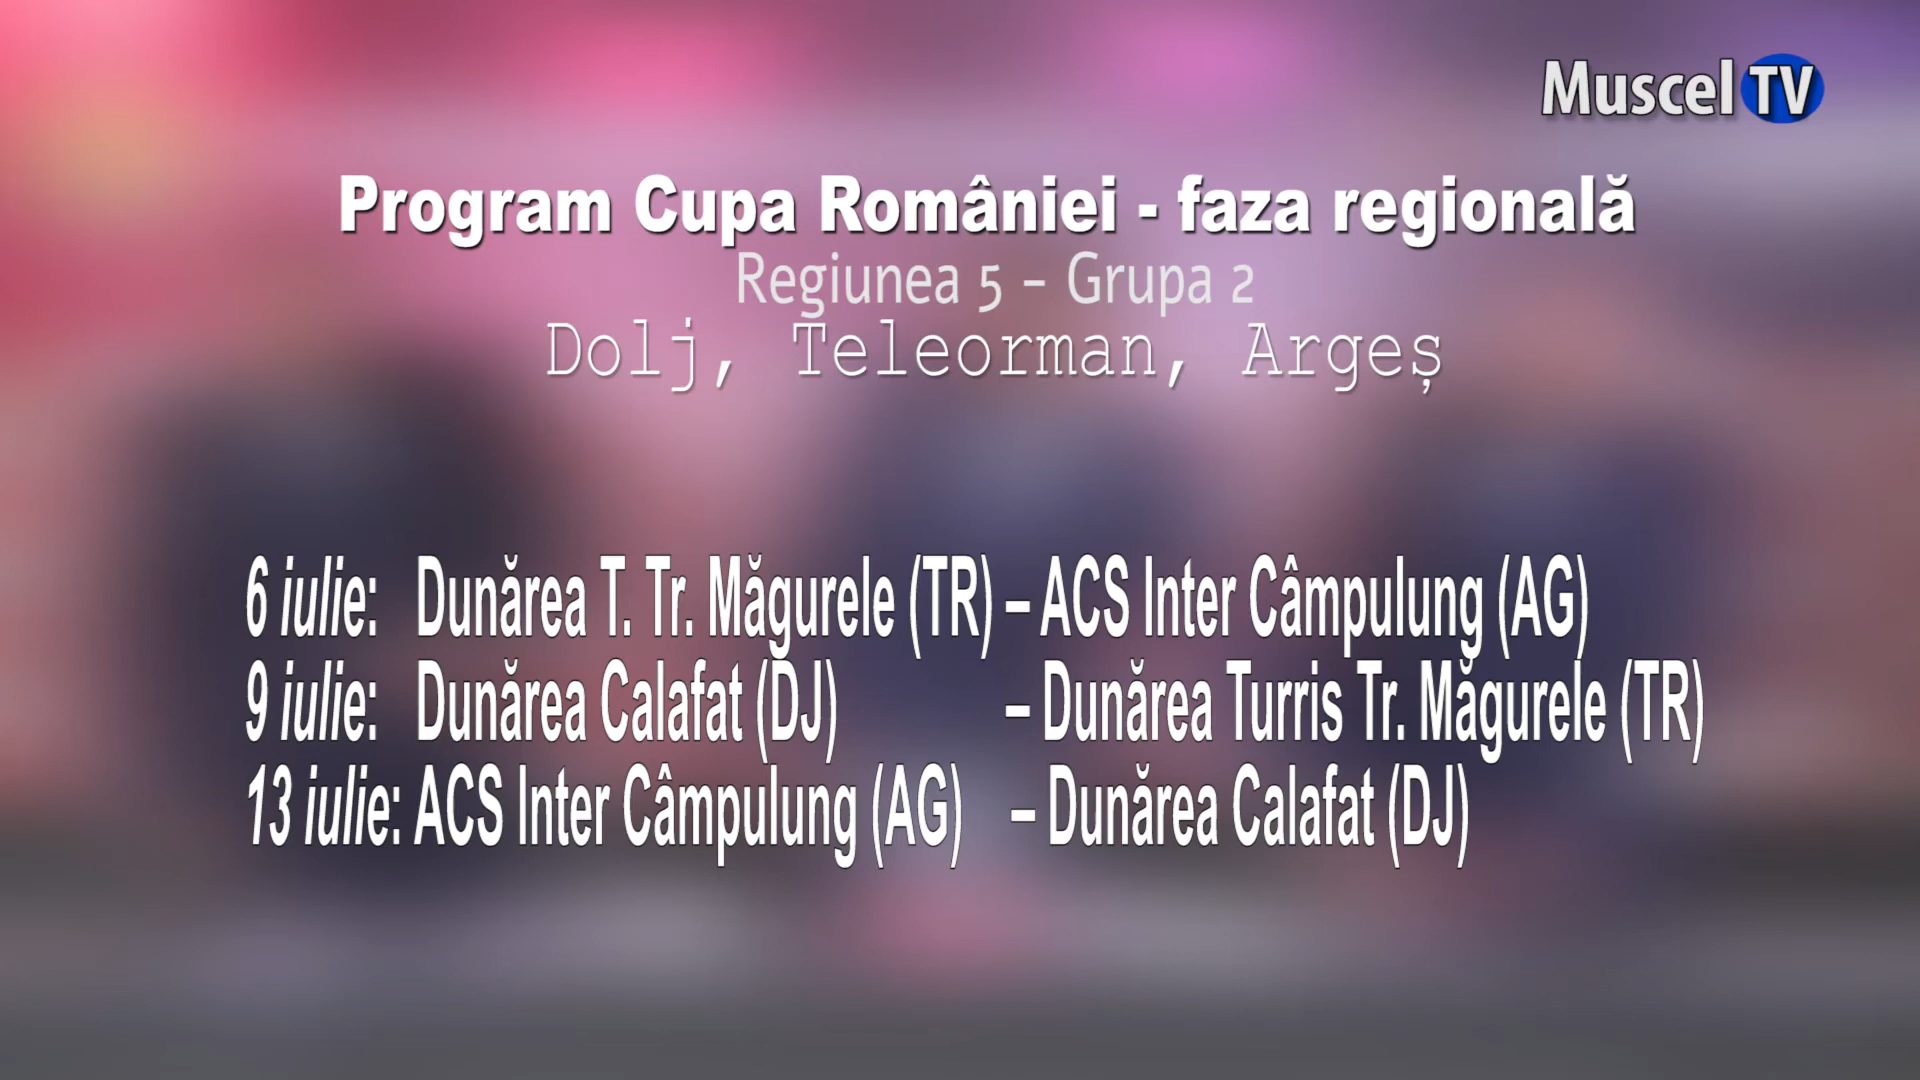 Muscel TV
Program Cupa României - faza regională
Regiunea 5 – Grupa 2
Dolj, Teleorman, Argeș
6 iulie: Dunărea T. Tr. Măgurele (TR) – ACS Inter Câmpulung (AG)
9 iulie: Dunărea Calafat (DJ) – Dunărea Turris Tr. Măgurele (TR)
13 iulie: ACS Inter Câmpulung (AG) – Dunărea Calafat (DJ)